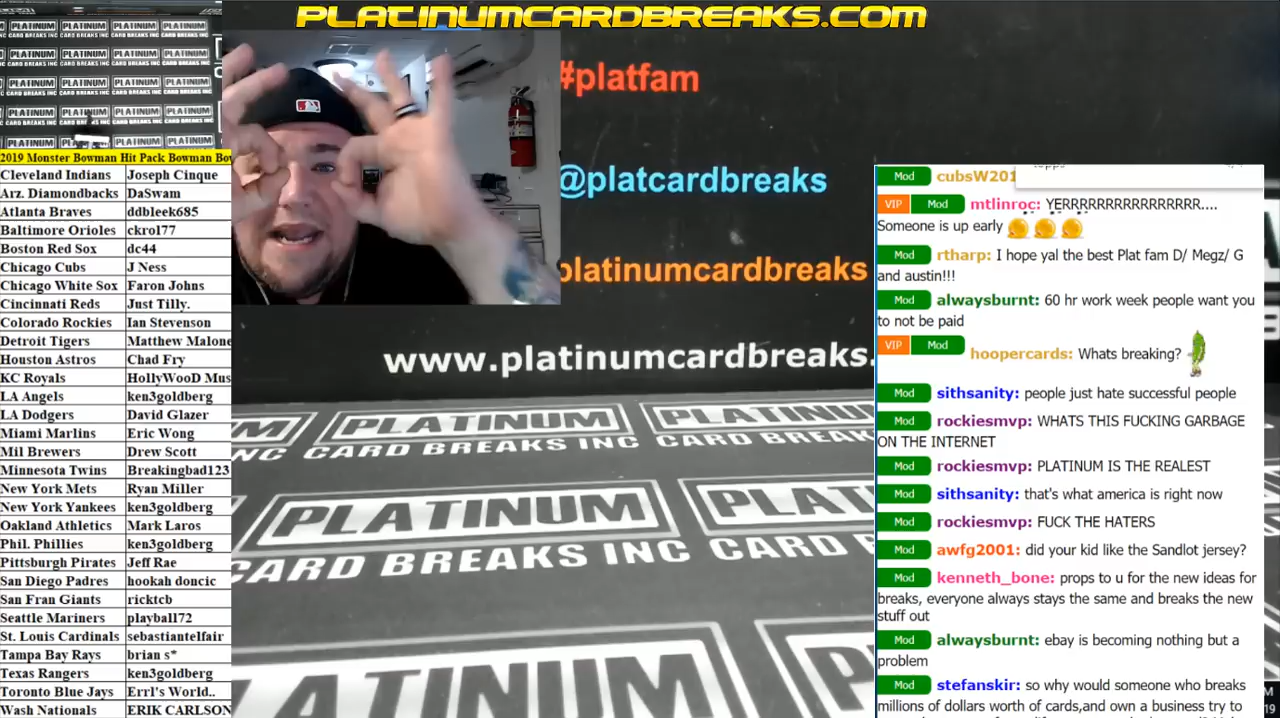 PLATINUMCARDBREAKS.COM
#platfam
@platcardbreaks
platinumcardbreaks
www.platinumcardbreaks.
2019 Monster Bowman Hit Pack Bowman Bow
Cleveland Indians Joseph Cinque
Arz. Diamondbacks DaSwam
Atlanta Braves ddbleek685
Baltimore Orioles ckrol77
Boston Red Sox dc44
Chicago Cubs J Ness
Chicago White Sox Faron Johns
Cincinnati Reds Just Tilly.
Colorado Rockies Ian Stevenson
Detroit Tigers Matthew Malone
Houston Astros Chad Fry
KC Royals HollyWooD Mus
LA Angels ken3goldberg
LA Dodgers David Glazer
Miami Marlins Eric Wong
Mil Brewers Drew Scott
Minnesota Twins Breakingbad123
New York Mets Ryan Miller
New York Yankees ken3goldberg
Oakland Athletics Mark Laros
Phil. Phillies ken3goldberg
Pittsburgh Pirates Jeff Rae
San Diego Padres hookah doncic
San Fran Giants ricktcb
Seattle Mariners playball72
St. Louis Cardinals sebastiantelfair
Tampa Bay Rays brian s*
Texas Rangers ken3goldberg
Toronto Blue Jays Errl's World..
Wash Nationals ERIK CARLSON
PLATINUM
CARD BREAKS INC
PLATINUM
CARD BREAKS INC CARD
Mod cubsW201
VIP Mod mtlinroc: YERRRRRRRRRRRRRRRR....
Someone is up early
Mod rtharp: I hope yal the best Plat fam D/ Megz/ G
and austin!!!
Mod alwaysburnt: 60 hr work week people want you
to not be paid
VIP Mod hoopercards: Whats breaking?
Mod sithsanity: people just hate successful people
Mod rockiesmvp: WHATS THIS FUCKING GARBAGE
ON THE INTERNET
Mod rockiesmvp: PLATINUM IS THE REALEST
Mod sithsanity: that's what america is right now
Mod rockiesmvp: FUCK THE HATERS
Mod awfg2001: did your kid like the Sandlot jersey?
Mod kenneth_bone: props to u for the new ideas for
breaks, everyone always stays the same and breaks the new
stuff out
Mod alwaysburnt: ebay is becoming nothing but a
problem
Mod stefanskir: so why would someone who breaks
millions of dollars worth of cards,and own a business try to